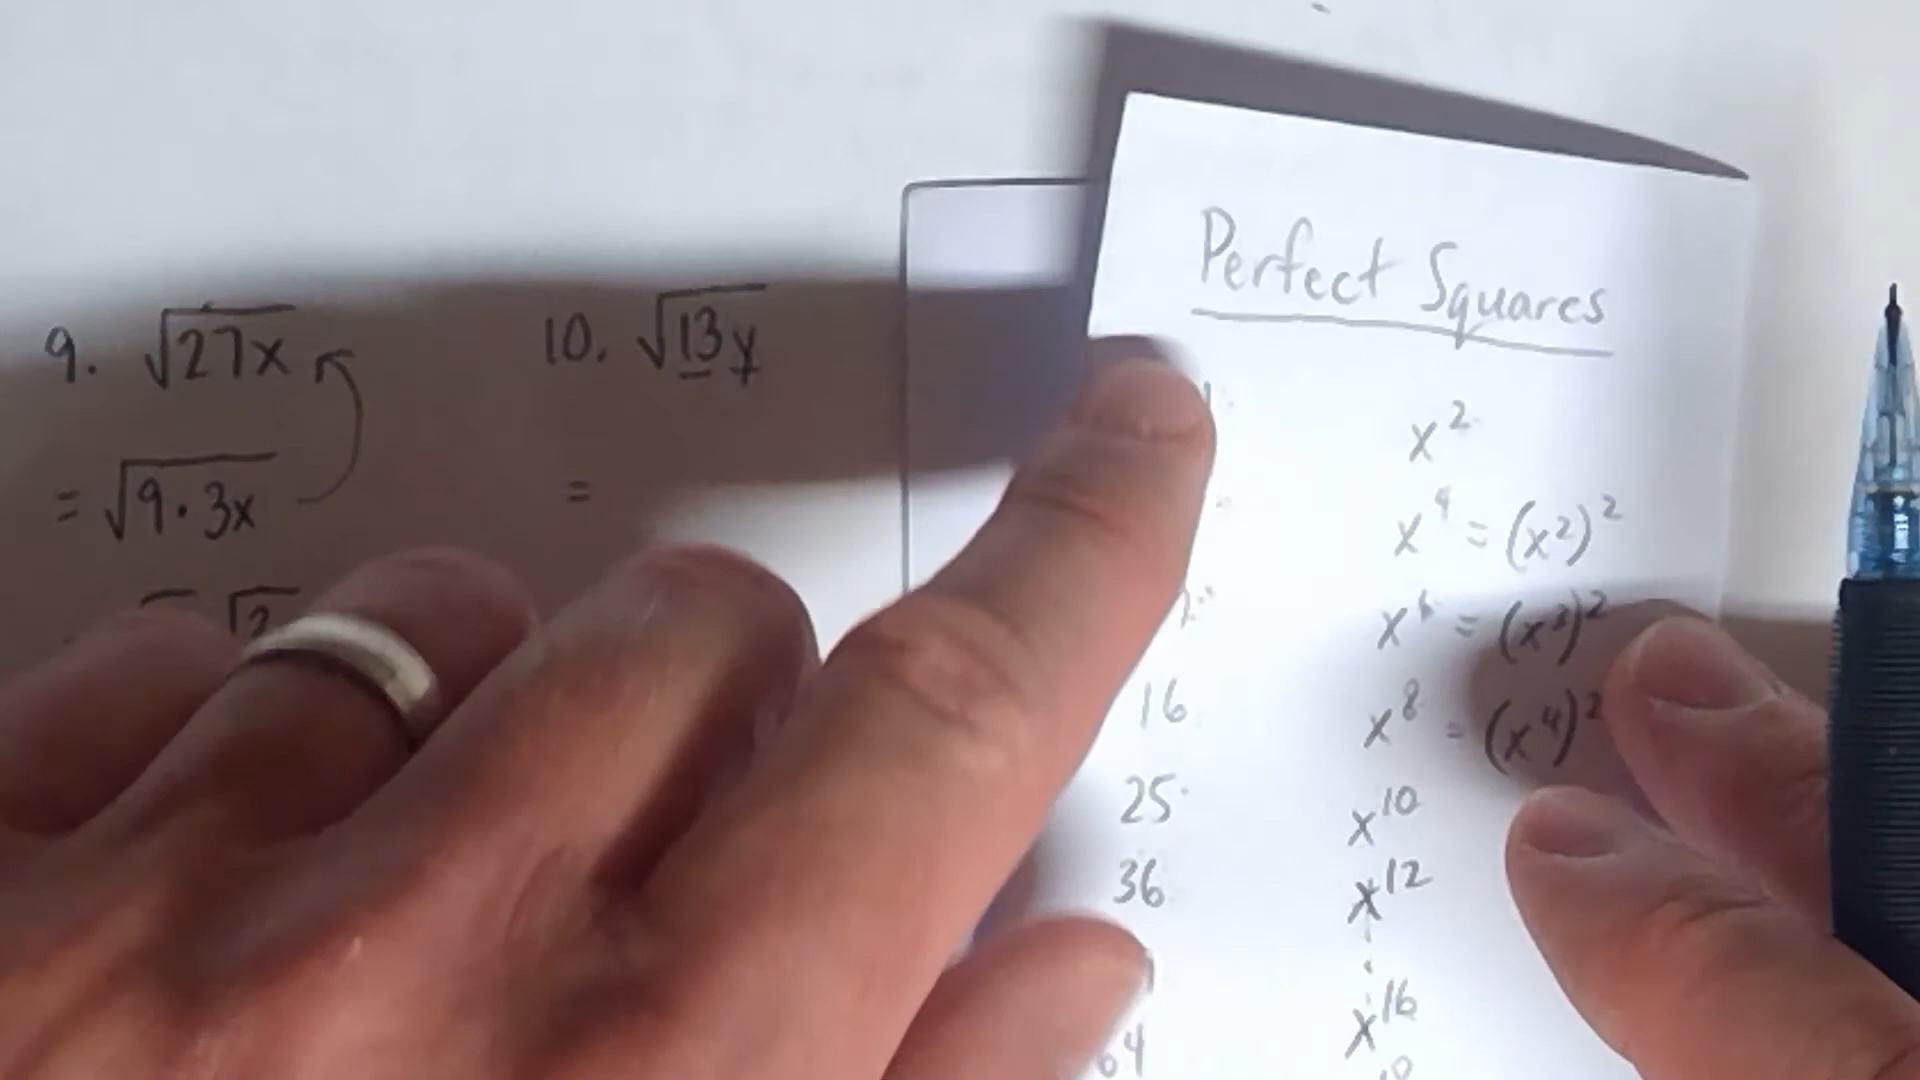 9. √27x
= √9·3x
10. √13y
=
Perfect Squares
16
25
36
64
x²
x⁴ = (x²)²
x⁶ = (x³)²
x⁸ = (x⁴)²
x¹⁰
x¹²
x¹⁶